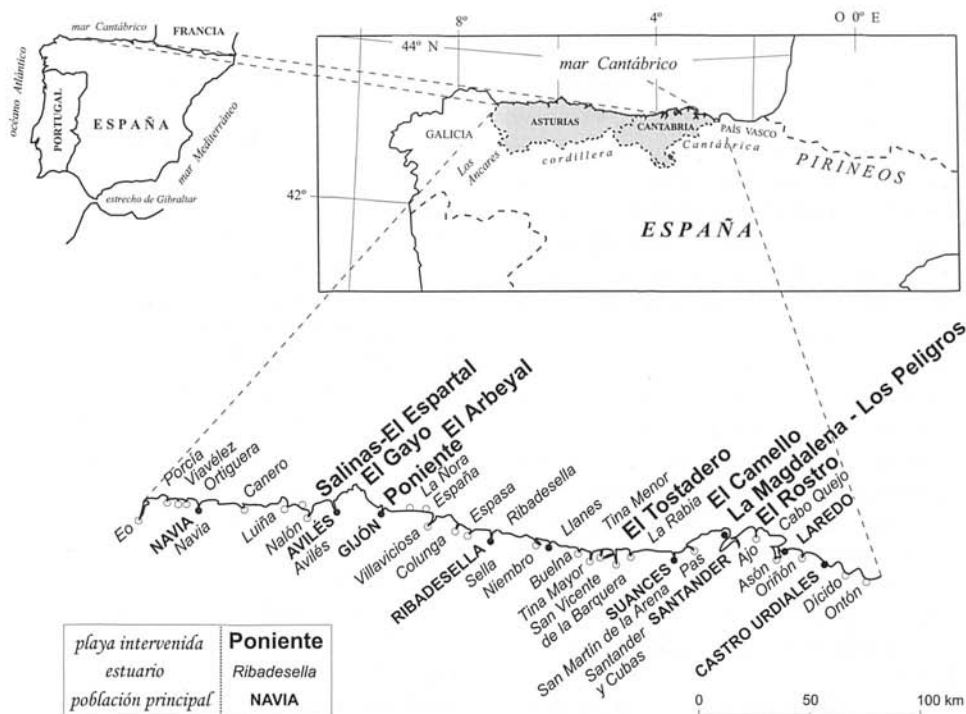 mar Cantábrico
FRANCIA
océano Atlántico
PORTUGAL
ESPAÑA
mar Mediterráneo
estrecho de Gibraltar
8º
4º
O 0º E
44º N
mar Cantábrico
GALICIA
ASTURIAS
CANTABRIA
PAÍS VASCO
Los Ancares
cordillera
Cantábrica
PIRINEOS
42º
ESPAÑA
Eo
Porcía
Viavélez
Ortiguera
NAVIA
Navia
Canero
Luiña
Nalón
Salinas-El Espartal
AVILÉS
Avilés
El Gayo
El Arbeyal
GIJÓN
Poniente
La Nora
España
Villaviciosa
Colunga
Espasa
Ribadesella
RIBADESELLA
Sella
Niembro
Llanes
Buelna
Tina Mayor
Tina Menor
San Vicente
de la Barquera
El Tostadero
La Rabia
SUANCES
San Martín de la Arena
Pas
El Camello
La Magdalena - Los Peligros
SANTANDER
Santander
y Cubas
El Rostro
Ajo
Cabo Quejo
Asón
LAREDO
Oriñón
CASTRO URDIALES
Dícido
Ontón
playa intervenida
Poniente
estuario
Ribadesella
población principal
NAVIA
0
50
100 km